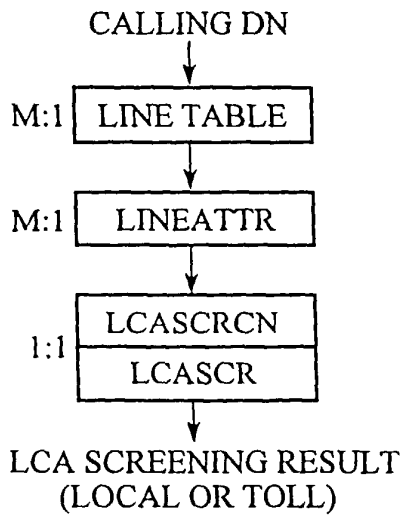 CALLING DN
M:1 LINE TABLE
M:1 LINEATTR
LCASCRCN
1:1
LCASCR
LCA SCREENING RESULT
(LOCAL OR TOLL)